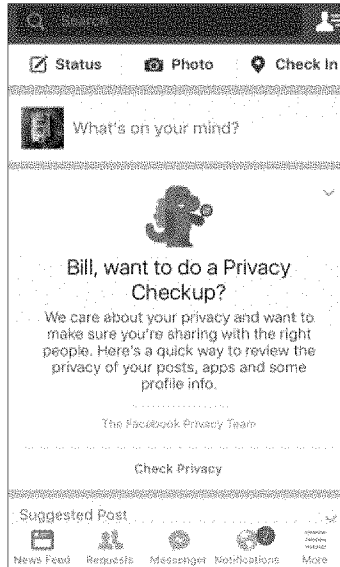 Search
Status Photo Check In
What's on your mind?
Bill, want to do a Privacy
Checkup?
We care about your privacy and want to
make sure you're sharing with the right
people. Here's a quick way to review the
privacy of your posts, apps and some
profile info.
The Facebook Privacy Team
Check Privacy
Suggested Post
News Feed Requests Messenger Notifications More